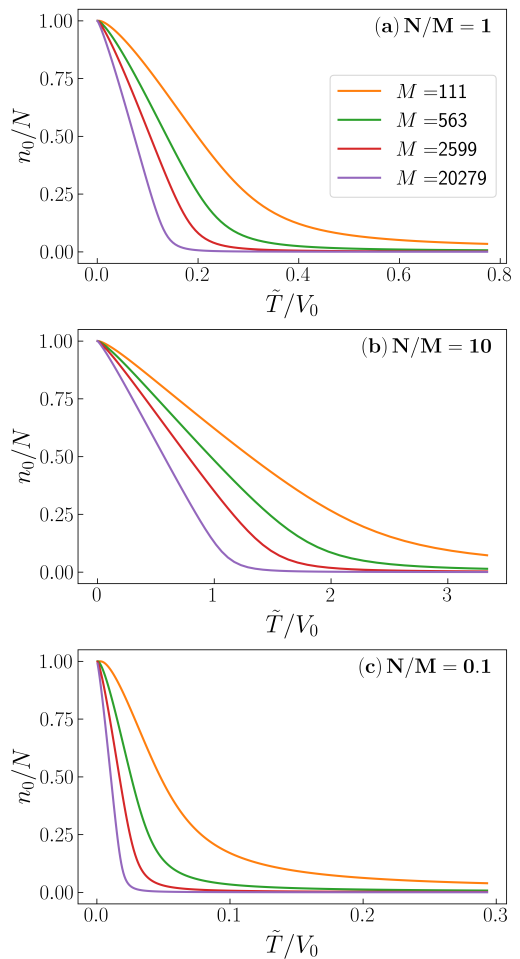 (a) N/M = 1
1.00
0.75
0.50
0.25
0.00
n₀/N
M =111
M =563
M =2599
M =20279
0.0 0.2 0.4 0.6 0.8
T̃/V₀
(b) N/M = 10
1.00
0.75
0.50
0.25
0.00
n₀/N
0 1 2 3
T̃/V₀
(c) N/M = 0.1
1.00
0.75
0.50
0.25
0.00
n₀/N
0.0 0.1 0.2 0.3
T̃/V₀